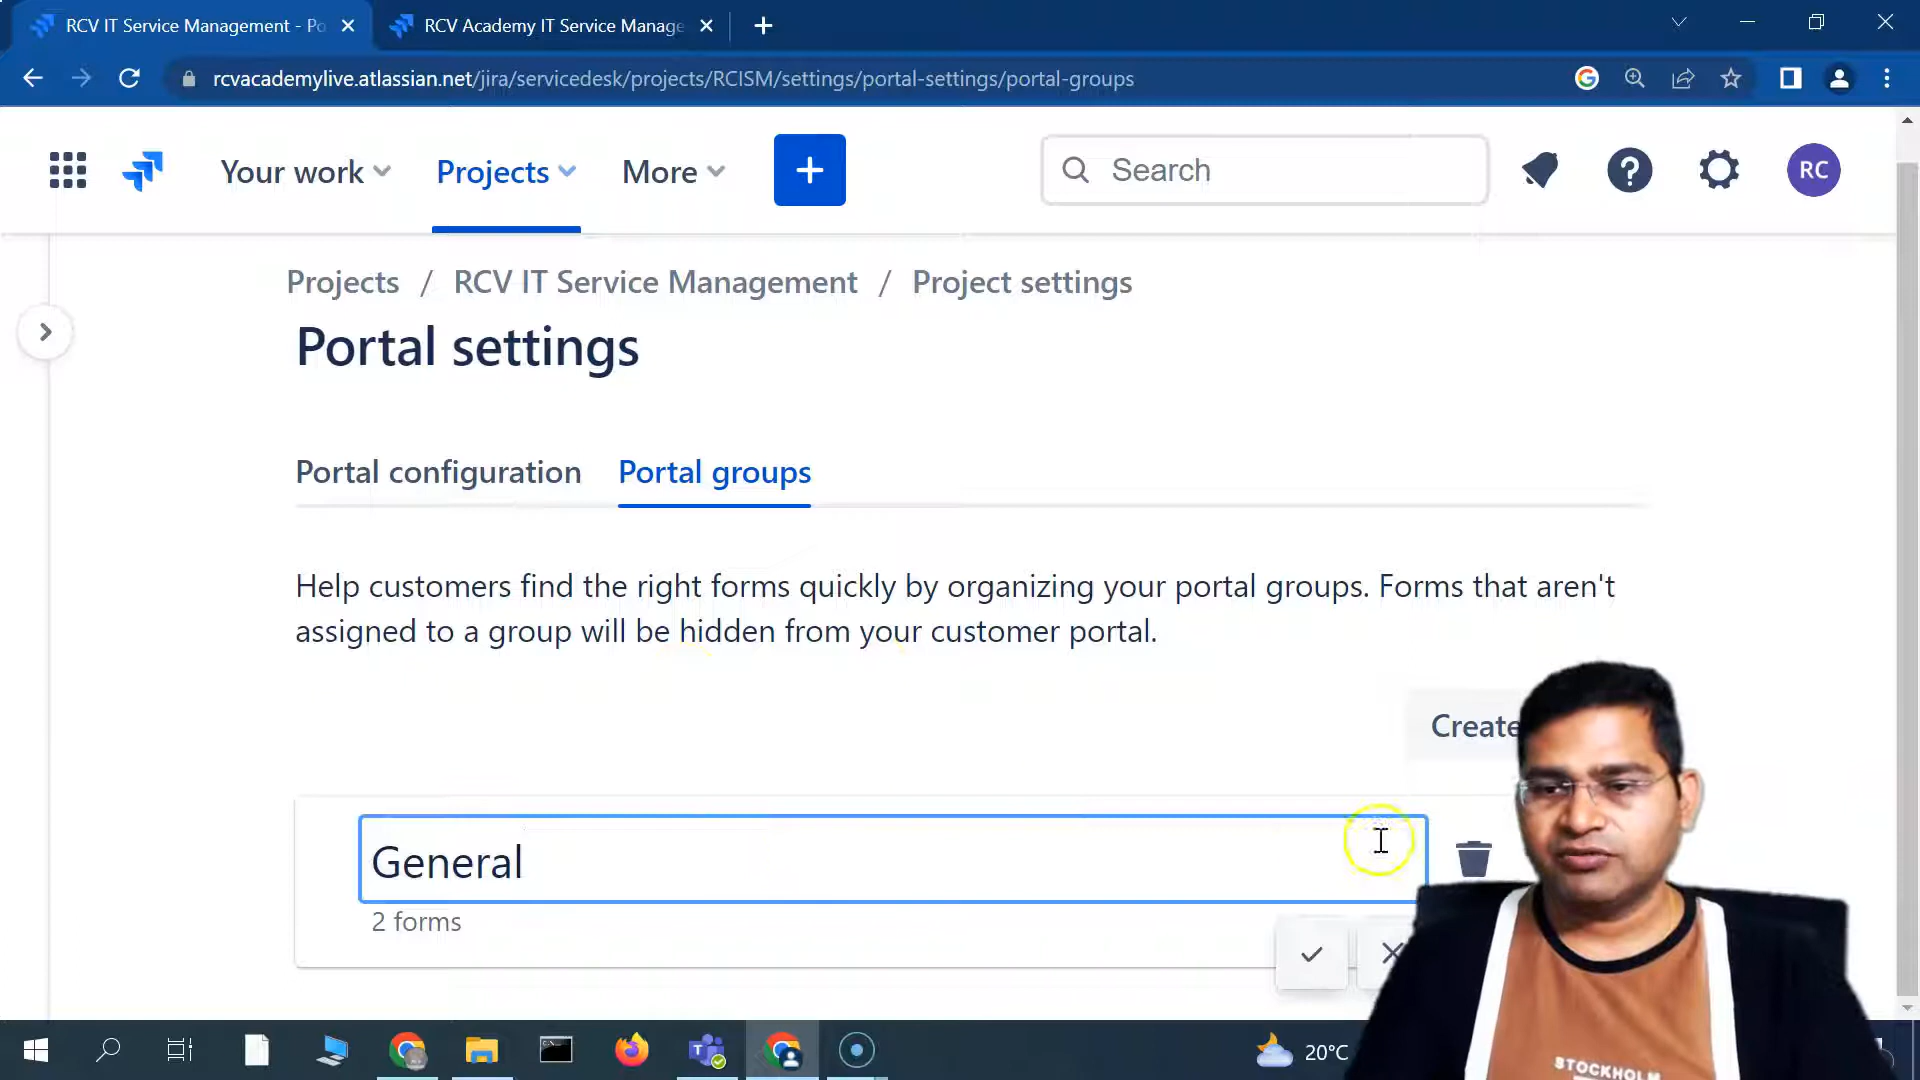 RCV IT Service Management - Po
RCV Academy IT Service Manage
rcvacademylive.atlassian.net/jira/servicedesk/projects/RCISM/settings/portal-settings/portal-groups
Your work
Projects
More
Search
RC
Projects / RCV IT Service Management / Project settings
Portal settings
Portal configuration
Portal groups
Help customers find the right forms quickly by organizing your portal groups. Forms that aren't
assigned to a group will be hidden from your customer portal.
Create
General
2 forms
20°C
STOCKHOLM